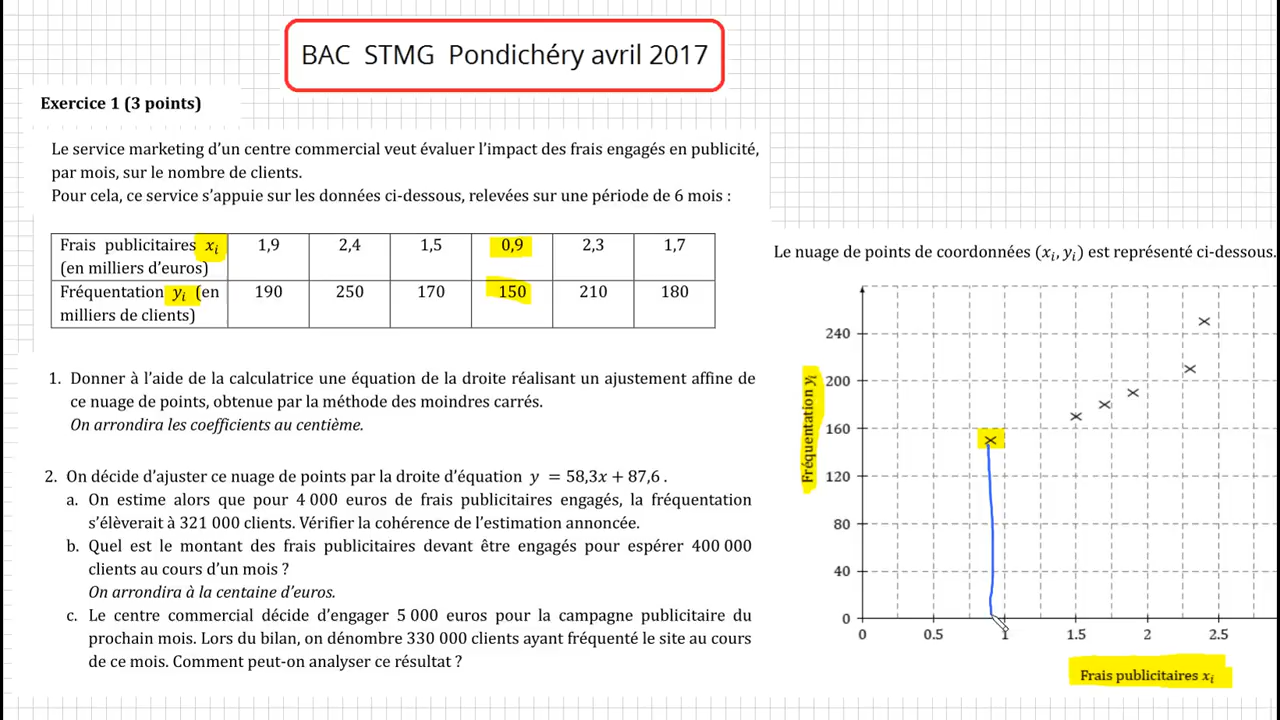 BAC STMG Pondichéry avril 2017
Exercice 1 (3 points)
Le service marketing d'un centre commercial veut évaluer l'impact des frais engagés en publicité,
par mois, sur le nombre de clients.
Pour cela, ce service s'appuie sur les données ci-dessous, relevées sur une période de 6 mois :
Frais publicitaires xᵢ 1,9 2,4 1,5 0,9 2,3 1,7
(en milliers d'euros)
Fréquentation yᵢ (en 190 250 170 150 210 180
milliers de clients)
1. Donner à l'aide de la calculatrice une équation de la droite réalisant un ajustement affine de
ce nuage de points, obtenue par la méthode des moindres carrés.
On arrondira les coefficients au centième.
2. On décide d'ajuster ce nuage de points par la droite d'équation y = 58,3x + 87,6 .
a. On estime alors que pour 4 000 euros de frais publicitaires engagés, la fréquentation
s'élèverait à 321 000 clients. Vérifier la cohérence de l'estimation annoncée.
b. Quel est le montant des frais publicitaires devant être engagés pour espérer 400 000
clients au cours d'un mois ?
On arrondira à la centaine d'euros.
c. Le centre commercial décide d'engager 5 000 euros pour la campagne publicitaire du
prochain mois. Lors du bilan, on dénombre 330 000 clients ayant fréquenté le site au cours
de ce mois. Comment peut-on analyser ce résultat ?
Le nuage de points de coordonnées (xᵢ, yᵢ) est représenté ci-dessous.
Fréquentation yᵢ
240
200
160
120
80
40
0
0 0.5 1 1.5 2 2.5
Frais publicitaires xᵢ